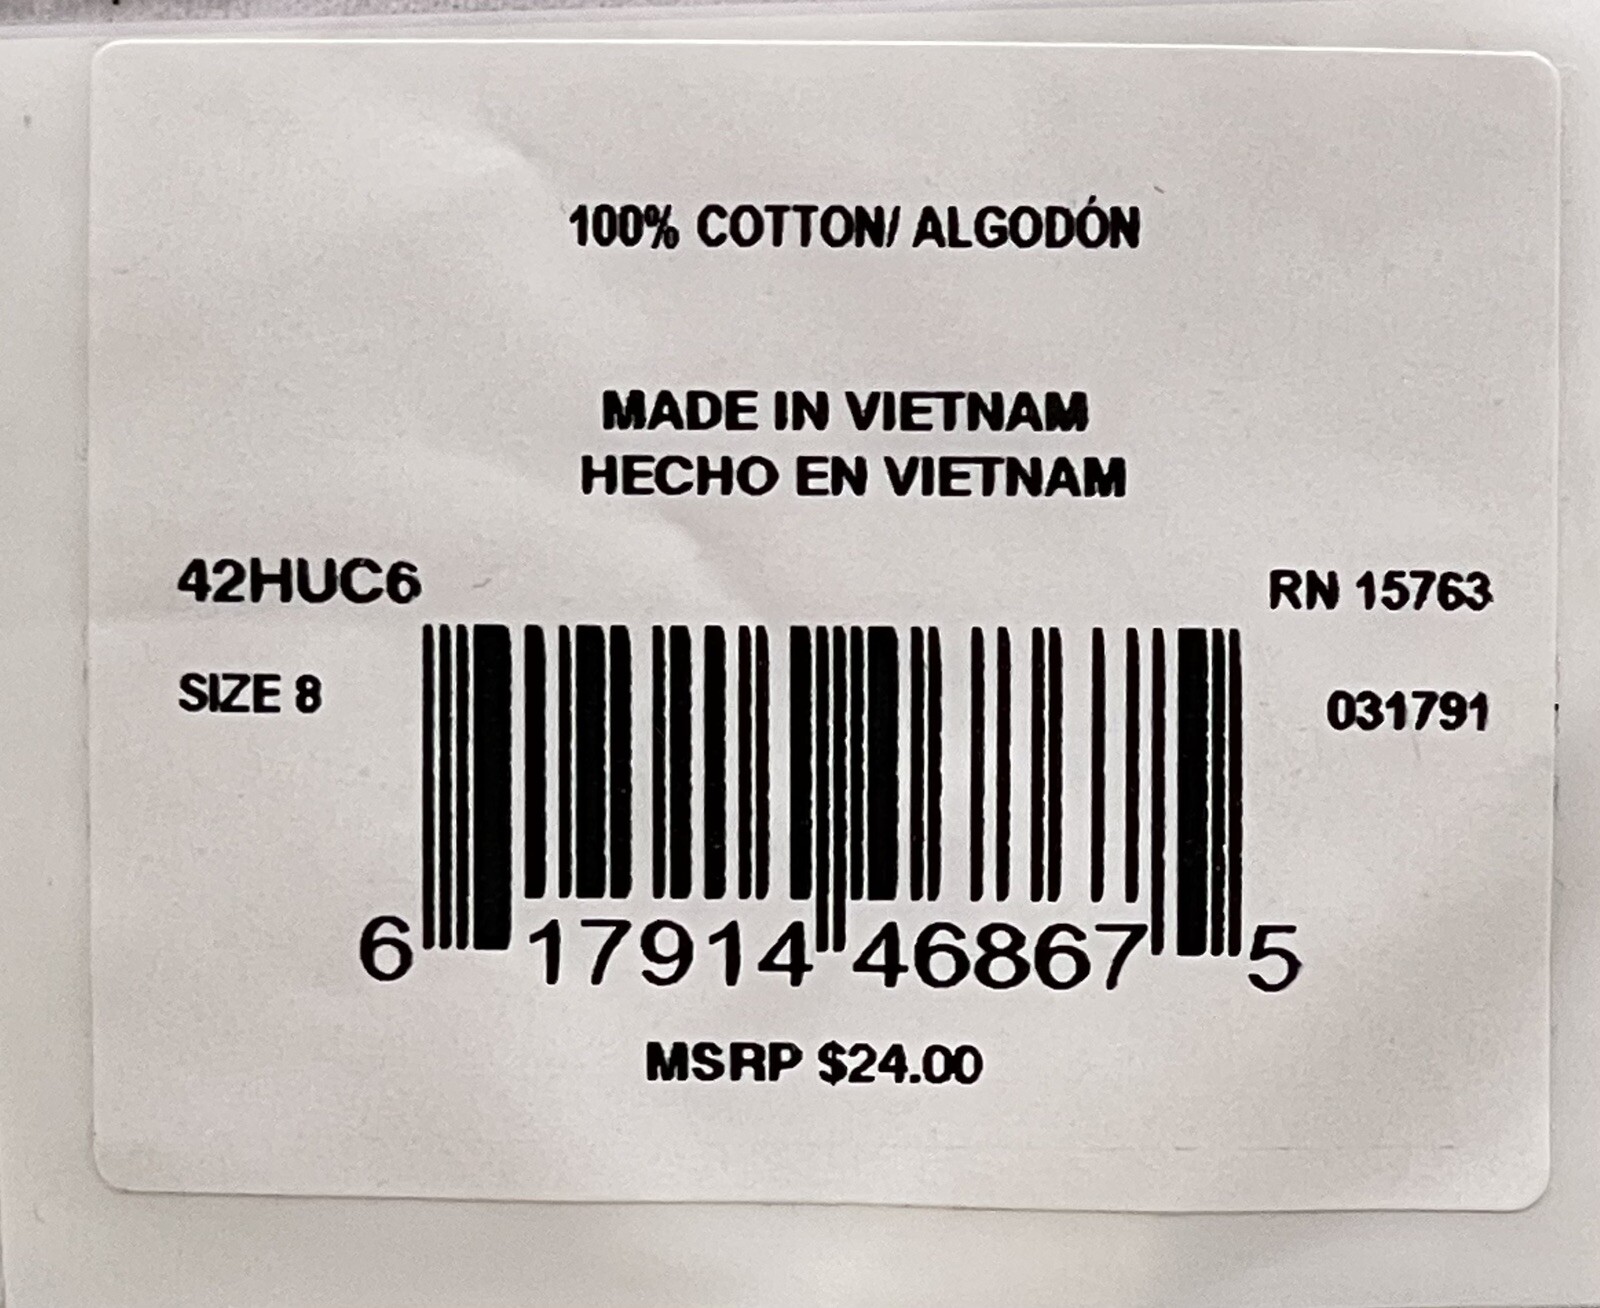 100% COTTON/ ALGODÓN
MADE IN VIETNAM
HECHO EN VIETNAM
42HUC6
RN 15763
SIZE 8
031791
6 17914 46867 5
MSRP $24.00